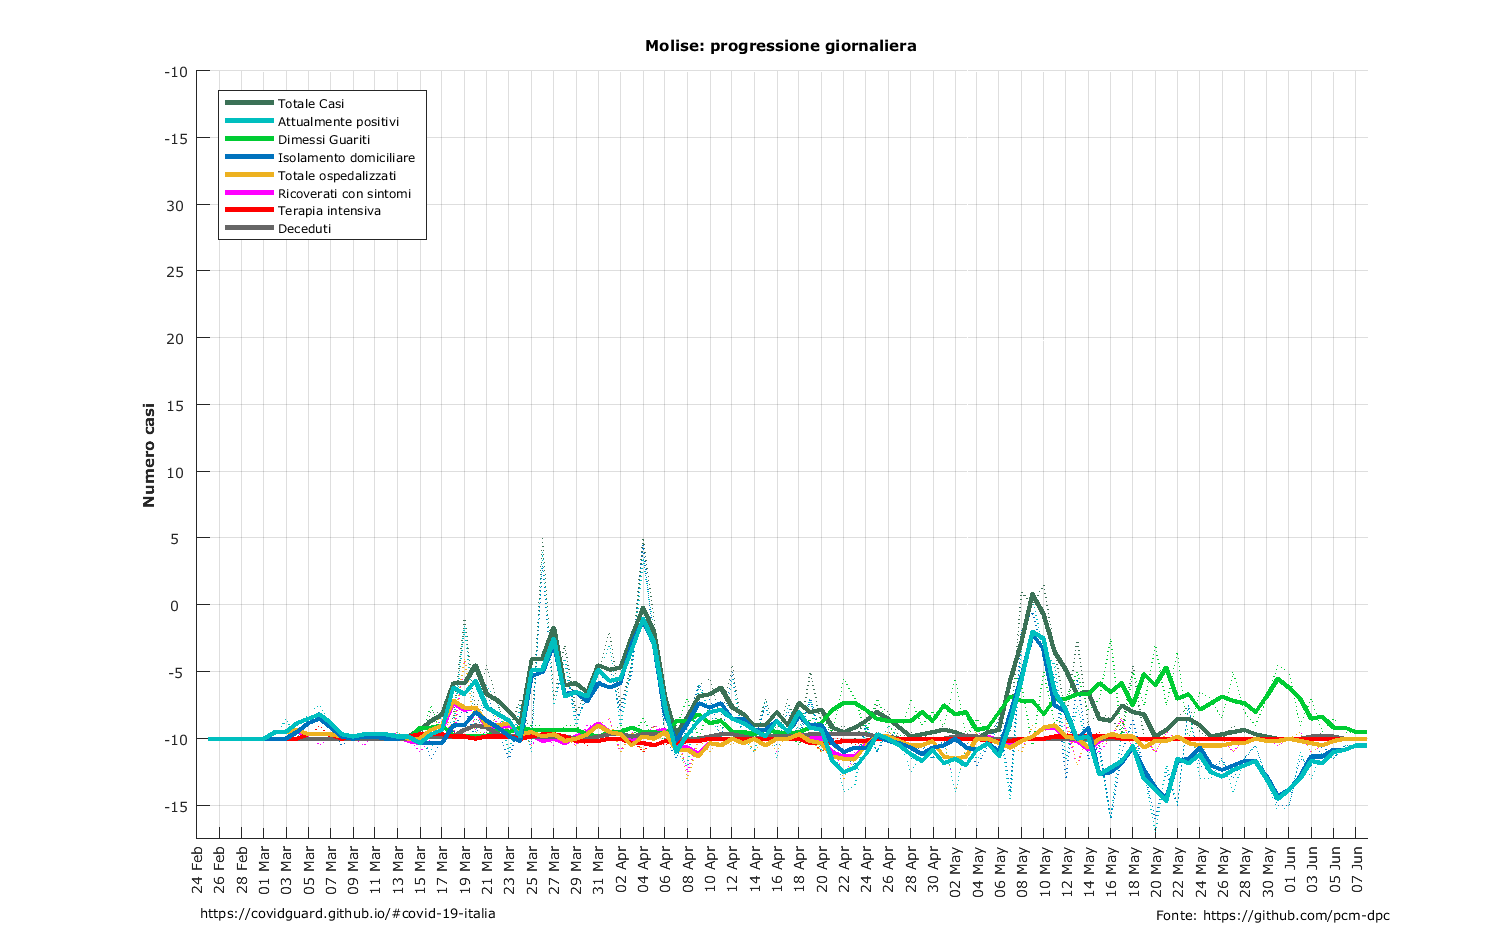 Molise: progressione giornaliera
-10
-15
30
25
20
15
10
5
0
-5
-10
-15
Numero casi
Totale Casi
Attualmente positivi
Dimessi Guariti
Isolamento domiciliare
Totale ospedalizzati
Ricoverati con sintomi
Terapia intensiva
Deceduti
24 Feb
26 Feb
28 Feb
01 Mar
03 Mar
05 Mar
07 Mar
09 Mar
11 Mar
13 Mar
15 Mar
17 Mar
19 Mar
21 Mar
23 Mar
25 Mar
27 Mar
29 Mar
31 Mar
02 Apr
04 Apr
06 Apr
08 Apr
10 Apr
12 Apr
14 Apr
16 Apr
18 Apr
20 Apr
22 Apr
24 Apr
26 Apr
28 Apr
30 Apr
02 May
04 May
06 May
08 May
10 May
12 May
14 May
16 May
18 May
20 May
22 May
24 May
26 May
28 May
30 May
01 Jun
03 Jun
05 Jun
07 Jun
https://covidguard.github.io/#covid-19-italia
Fonte: https://github.com/pcm-dpc